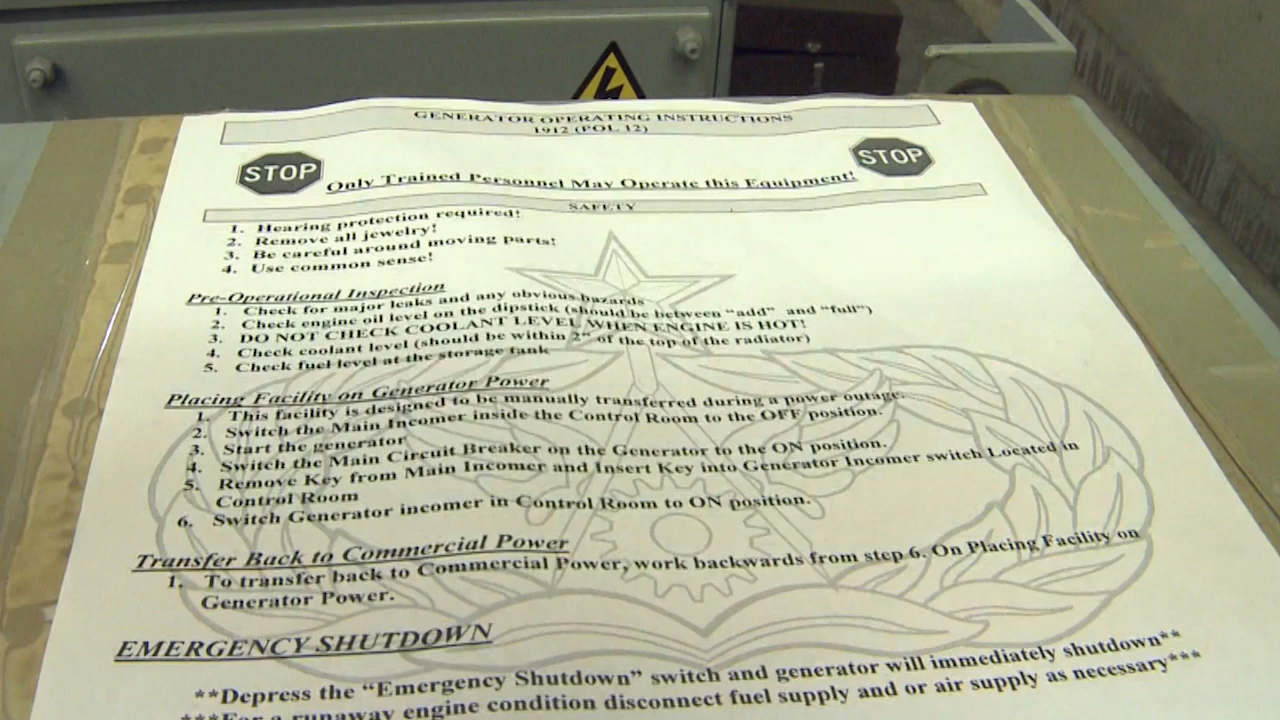 GENERATOR OPERATING INSTRUCTIONS
1912 (POL 12)
STOP
STOP
Only Trained Personnel May Operate this Equipment!
SAFETY
1. Hearing protection required!
2. Remove all jewelry!
3. Be careful around moving parts!
4. Use common sense!
Pre-Operational Inspection
1. Check for major leaks and any obvious hazards
2. Check engine oil level on the dipstick (should be between “add” and “full”)
3. DO NOT CHECK COOLANT LEVEL WHEN ENGINE IS HOT!
4. Check coolant level (should be within 2” of the top of the radiator)
5. Check fuel level at the storage tank
Placing Facility on Generator Power
1. This facility is designed to be manually transferred during a power outage.
2. Switch the Main Incomer inside the Control Room to the OFF position.
3. Start the generator
4. Switch the Main Circuit Breaker on the Generator to the ON position.
5. Remove Key from Main Incomer and Insert Key into Generator Incomer switch Located in
Control Room
6. Switch Generator incomer in Control Room to ON position.
Transfer Back to Commercial Power
1. To transfer back to Commercial Power, work backwards from step 6. On Placing Facility on
Generator Power.
EMERGENCY SHUTDOWN
**Depress the “Emergency Shutdown” switch and generator will immediately shutdown**
***For a runaway engine condition disconnect fuel supply and or air supply as necessary***